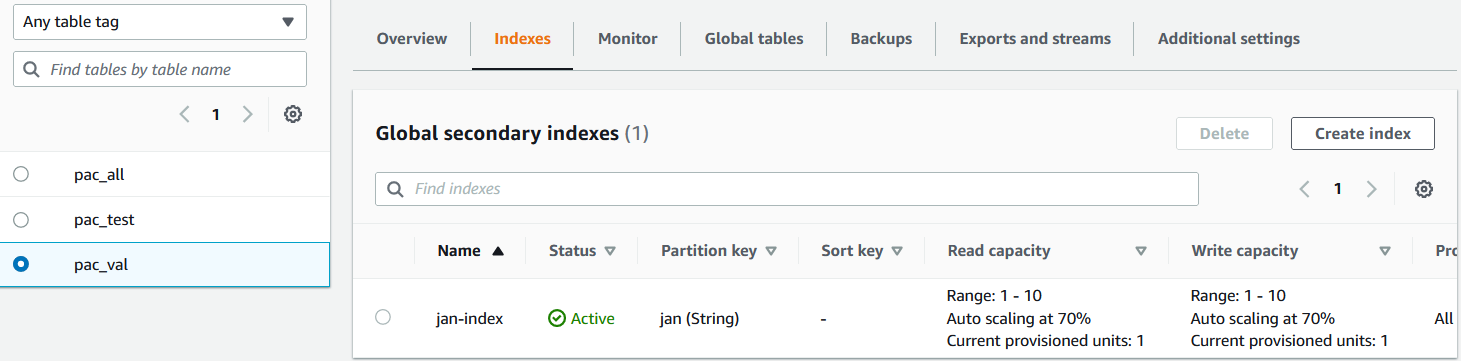 Any table tag
Find tables by table name
1
pac_all
pac_test
pac_val
Overview
Indexes
Monitor
Global tables
Backups
Exports and streams
Additional settings
Global secondary indexes (1)
Delete
Create index
Find indexes
1
Name
Status
Partition key
Sort key
Read capacity
Write capacity
Pro
jan-index
Active
jan (String)
-
Range: 1 - 10
Auto scaling at 70%
Current provisioned units: 1
Range: 1 - 10
Auto scaling at 70%
Current provisioned units: 1
All